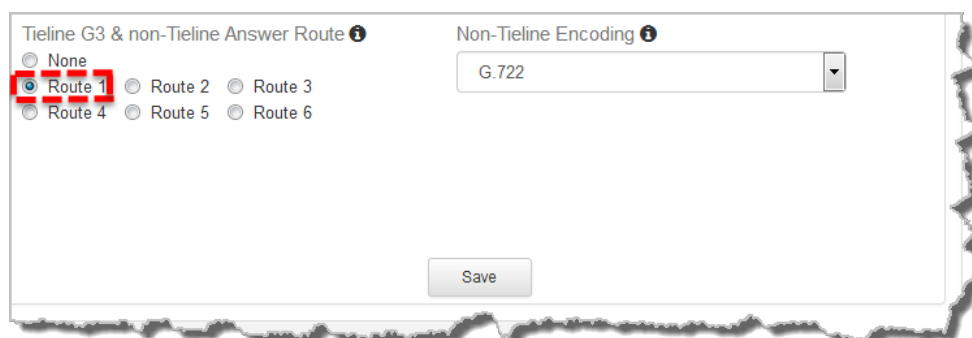 Tieline G3 & non-Tieline Answer Route
None
Route 1 Route 2 Route 3
Route 4 Route 5 Route 6
Non-Tieline Encoding
G.722
Save